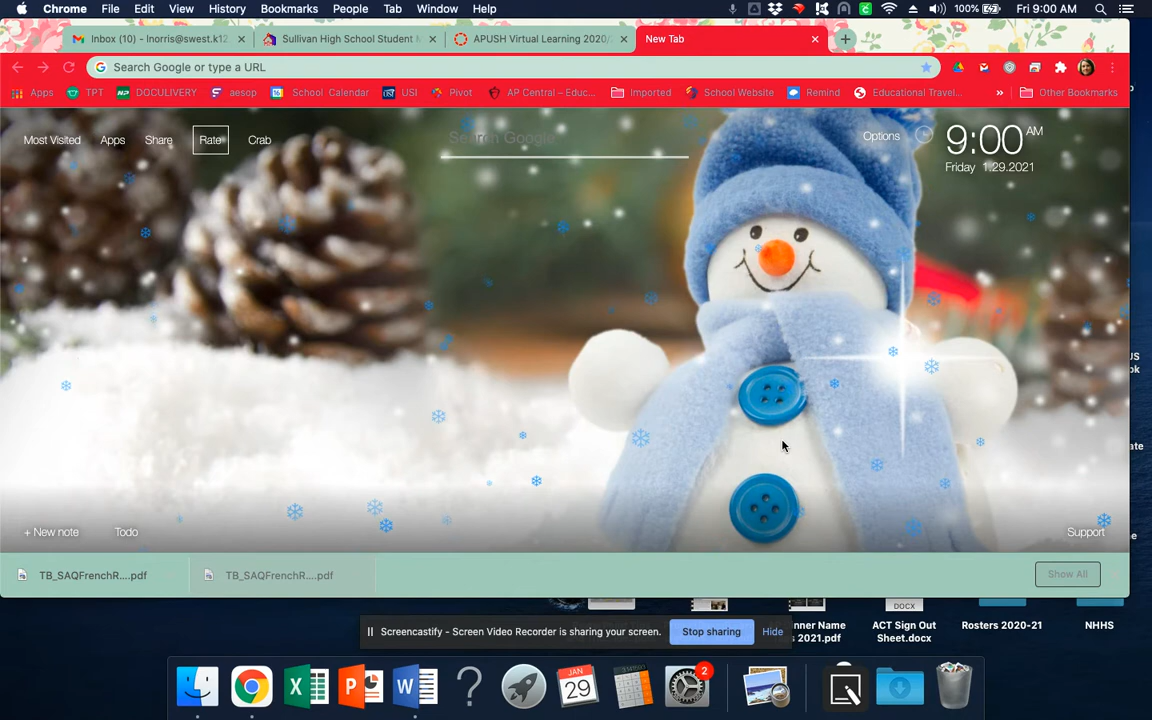 Chrome File Edit View History Bookmarks People Tab Window Help 100% Fri 9:00 AM
Inbox (10) - lnorris@swest.k12 Sullivan High School Student M APUSH Virtual Learning 2020/2 New Tab
Search Google or type a URL
Apps TPT DOCULIVERY aesop School Calendar USI Pivot AP Central – Educ... Imported School Website Remind Educational Travel... » Other Bookmarks
Most Visited Apps Share Rate Crab Search Google Options 9:00 AM
Friday 1.29.2021
+ New note Todo Support
TB_SAQFrenchR....pdf TB_SAQFrenchR....pdf Show All
Screencastify - Screen Video Recorder is sharing your screen. Stop sharing Hide
nner Name
s 2021.pdf
DOCX
ACT Sign Out
Sheet.docx
Rosters 2020-21
NHHS
JAN
29
2